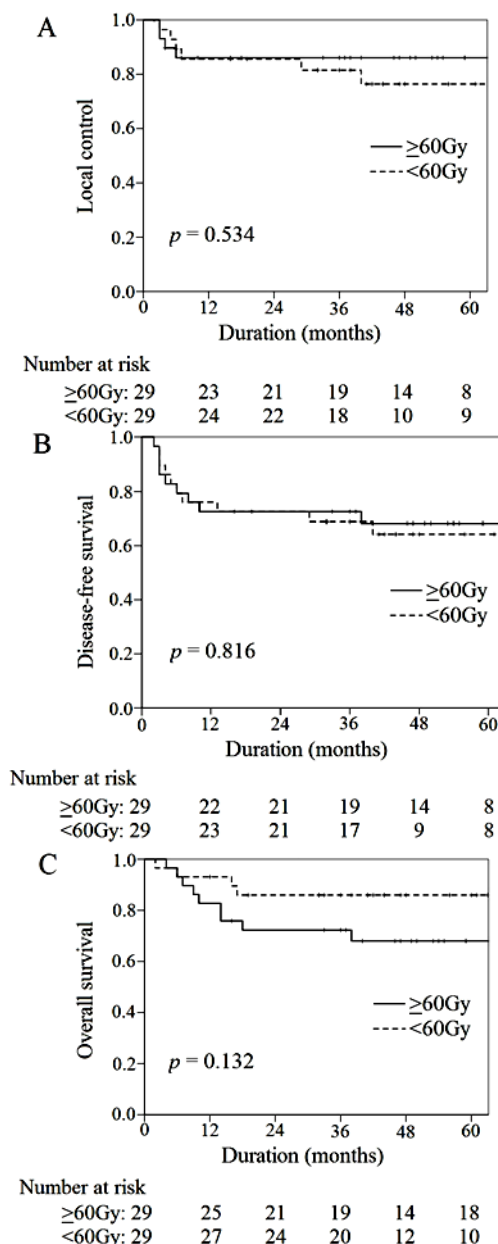 A
Local control
1.0
0.8
0.6
0.4
0.2
0.0
≥60Gy
<60Gy
p = 0.534
0 12 24 36 48 60
Duration (months)
Number at risk
≥60Gy: 29 23 21 19 14 8
<60Gy: 29 24 22 18 10 9
B
Disease-free survival
1.0
0.8
0.6
0.4
0.2
0.0
≥60Gy
<60Gy
p = 0.816
0 12 24 36 48 60
Duration (months)
Number at risk
≥60Gy: 29 22 21 19 14 8
<60Gy: 29 23 21 17 9 8
C
Overall survival
1.0
0.8
0.6
0.4
0.2
0.0
≥60Gy
<60Gy
p = 0.132
0 12 24 36 48 60
Duration (months)
Number at risk
≥60Gy: 29 25 21 19 14 18
<60Gy: 29 27 24 20 12 10